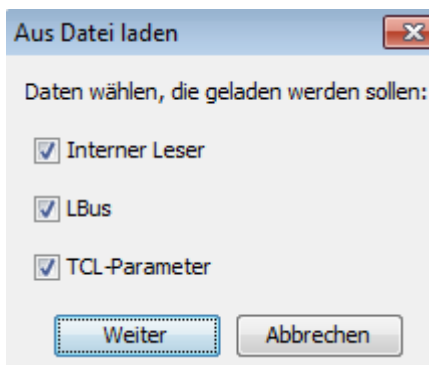 Aus Datei laden
Daten wählen, die geladen werden sollen:
Interner Leser
LBus
TCL-Parameter
Weiter
Abbrechen